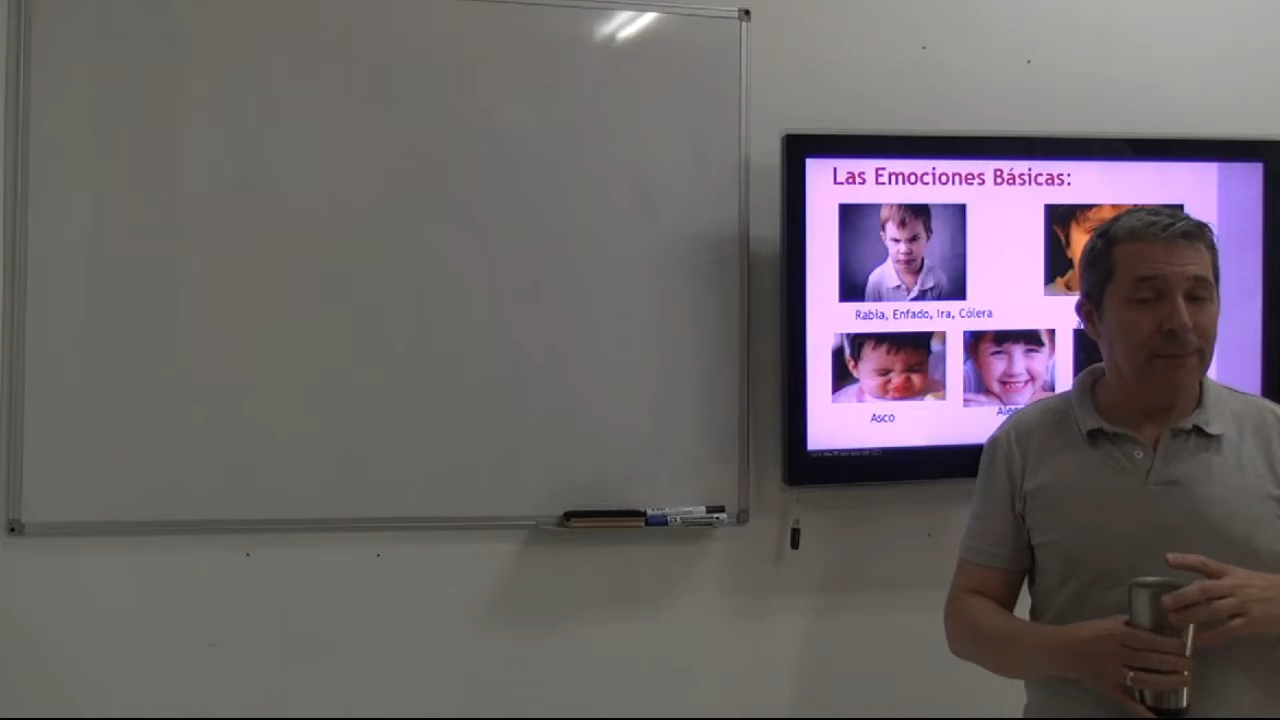 Las Emociones Básicas:
Rabia, Enfado, Ira, Cólera
Asco